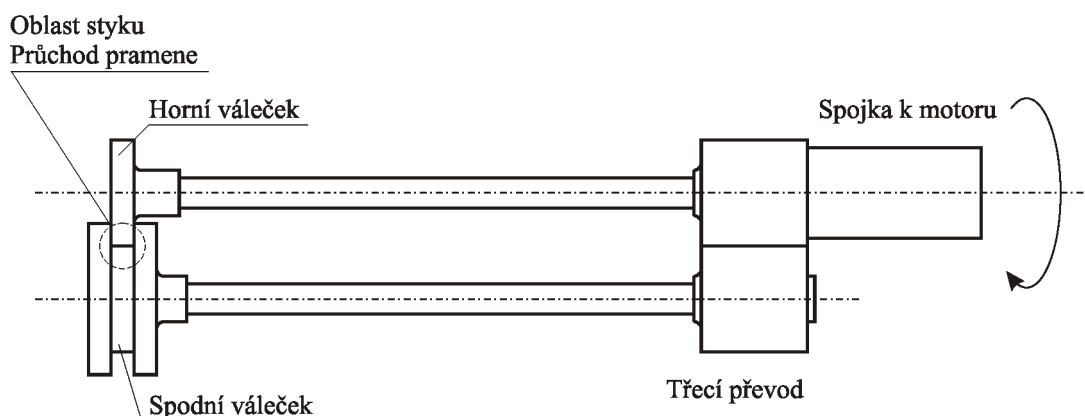 Oblast styku
Průchod pramene
Horní váleček
Spojka k motoru
Třecí převod
Spodní váleček